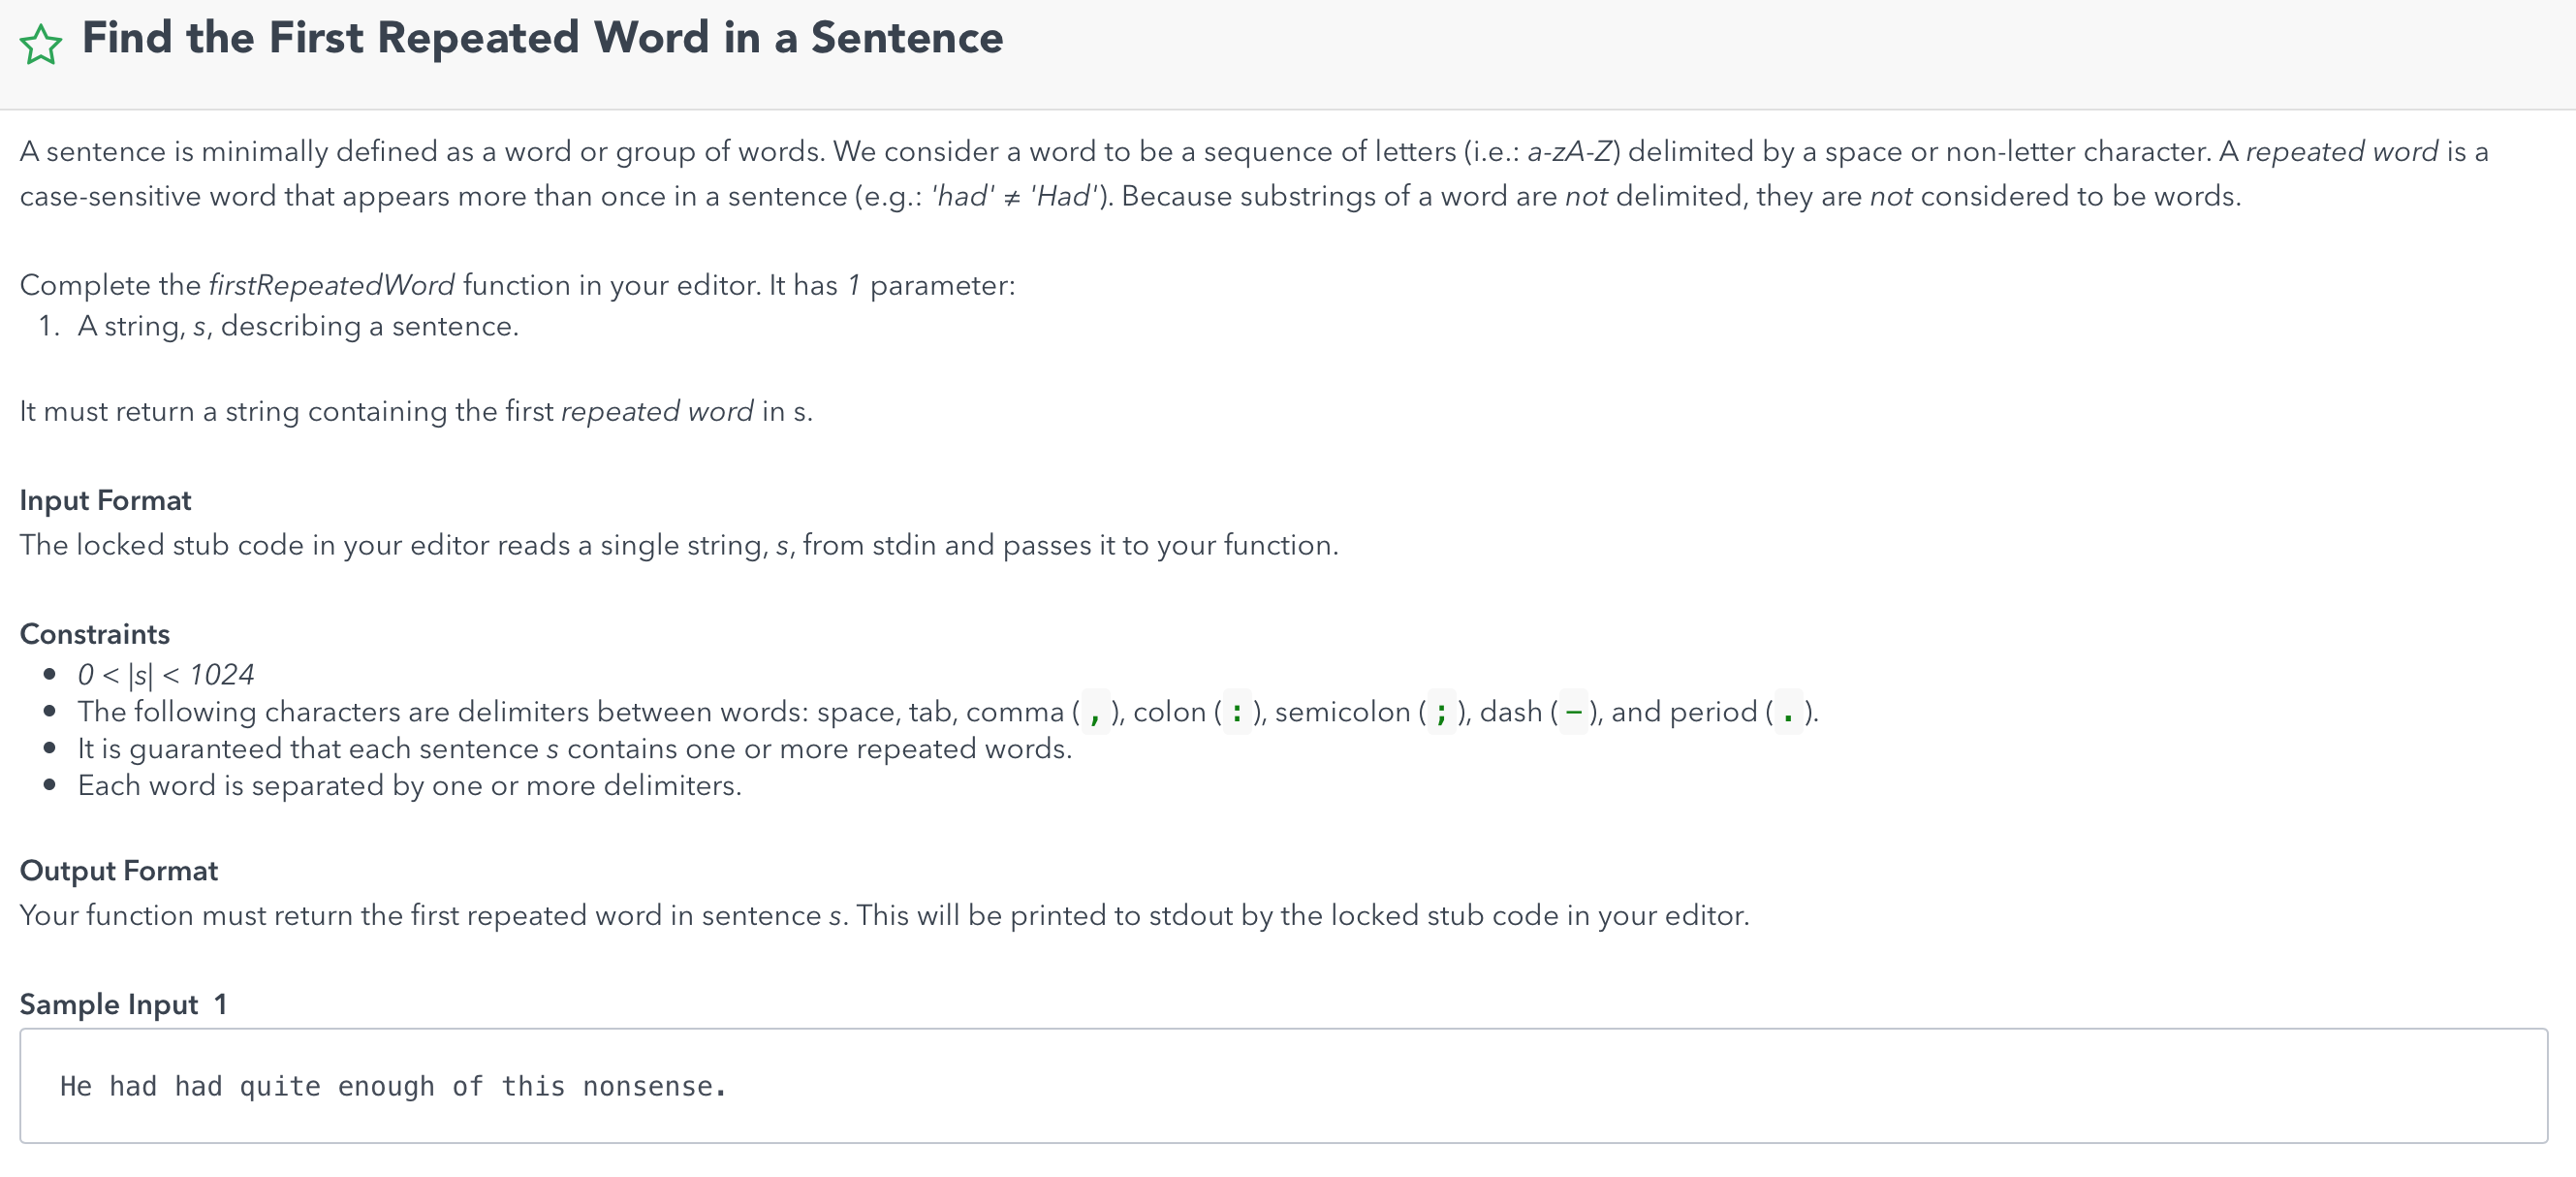 Find the First Repeated Word in a Sentence
A sentence is minimally defined as a word or group of words. We consider a word to be a sequence of letters (i.e.: a-zA-Z) delimited by a space or non-letter character. A repeated word is a
case-sensitive word that appears more than once in a sentence (e.g.: 'had' ≠ 'Had'). Because substrings of a word are not delimited, they are not considered to be words.
Complete the firstRepeatedWord function in your editor. It has 1 parameter:
1. A string, s, describing a sentence.
It must return a string containing the first repeated word in s.
Input Format
The locked stub code in your editor reads a single string, s, from stdin and passes it to your function.
Constraints
• 0 < |s| < 1024
• The following characters are delimiters between words: space, tab, comma ( , ), colon ( : ), semicolon ( ; ), dash ( – ), and period ( . ).
• It is guaranteed that each sentence s contains one or more repeated words.
• Each word is separated by one or more delimiters.
Output Format
Your function must return the first repeated word in sentence s. This will be printed to stdout by the locked stub code in your editor.
Sample Input 1
He had had quite enough of this nonsense.